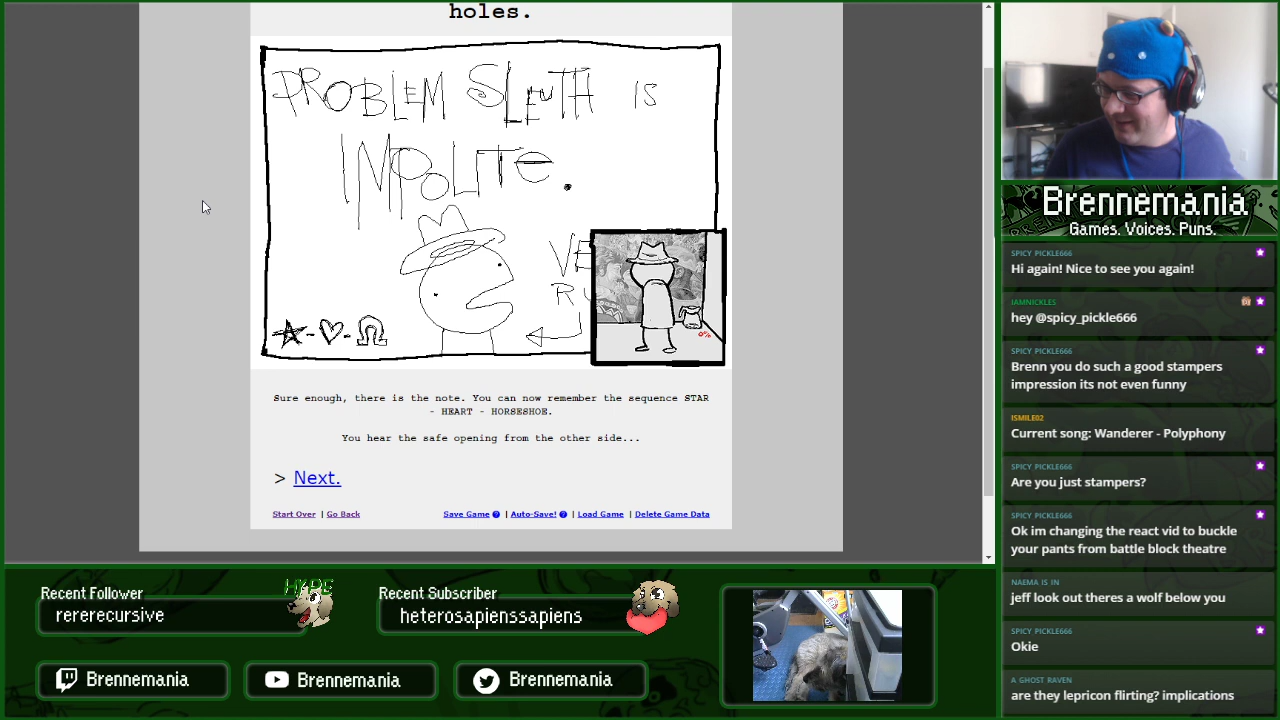 holes.
PROBLEM SLEUTH IS
IMPOLITE.
VE
RU
0%
Sure enough, there is the note. You can now remember the sequence STAR
- HEART - HORSESHOE.
You hear the safe opening from the other side...
> Next.
Start Over | Go Back
Save Game ? | Auto-Save! ? | Load Game | Delete Game Data
Brennemania
Games. Voices. Puns.
SPICY PICKLE666
Hi again! Nice to see you again!
IAMNICKLES
hey @spicy_pickle666
SPICY PICKLE666
Brenn you do such a good stampers
impression its not even funny
ISMILE02
Current song: Wanderer - Polyphony
SPICY PICKLE666
Are you just stampers?
SPICY PICKLE666
Ok im changing the react vid to buckle
your pants from battle block theatre
NAEMA IS IN
jeff look out theres a wolf below you
SPICY PICKLE666
Okie
A GHOST RAVEN
are they lepricon flirting? implications
Recent Follower
rererecursive
HYPE
Recent Subscriber
heterosapienssapiens
Brennemania
Brennemania
Brennemania